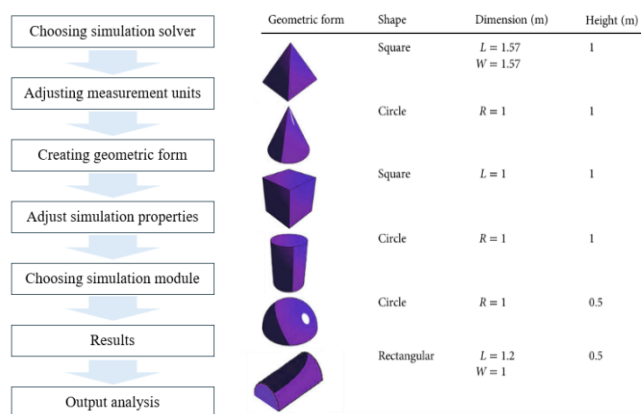 Choosing simulation solver
Adjusting measurement units
Creating geometric form
Adjust simulation properties
Choosing simulation module
Results
Output analysis
Geometric form Shape Dimension (m) Height (m)
Square L = 1.57 1
W = 1.57
Circle R = 1 1
Square L = 1 1
Circle R = 1 1
Circle R = 1 0.5
Rectangular L = 1.2 0.5
W = 1